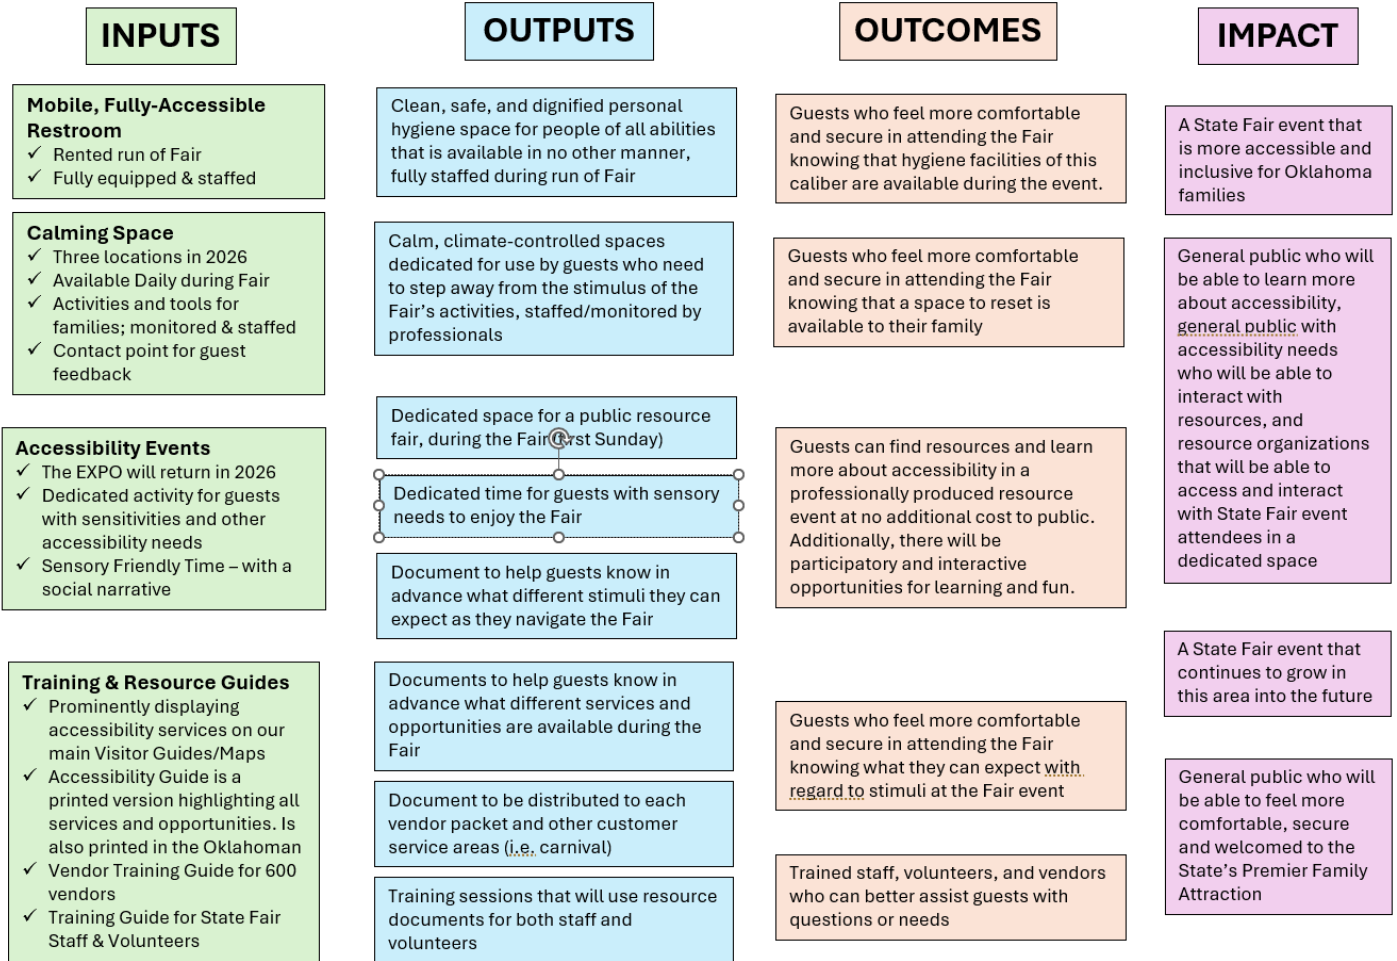 INPUTS
Mobile, Fully-Accessible
Restroom
✓ Rented run of Fair
✓ Fully equipped & staffed
Calming Space
✓ Three locations in 2026
✓ Available Daily during Fair
✓ Activities and tools for
families; monitored & staffed
✓ Contact point for guest
feedback
Accessibility Events
✓ The EXPO will return in 2026
✓ Dedicated activity for guests
with sensitivities and other
accessibility needs
✓ Sensory Friendly Time – with a
social narrative
Training & Resource Guides
✓ Prominently displaying
accessibility services on our
main Visitor Guides/Maps
✓ Accessibility Guide is a
printed version highlighting all
services and opportunities. Is
also printed in the Oklahoman
✓ Vendor Training Guide for 600
vendors
✓ Training Guide for State Fair
Staff & Volunteers
OUTPUTS
Clean, safe, and dignified personal
hygiene space for people of all abilities
that is available in no other manner,
fully staffed during run of Fair
Calm, climate-controlled spaces
dedicated for use by guests who need
to step away from the stimulus of the
Fair's activities, staffed/monitored by
professionals
Dedicated space for a public resource
fair, during the Fair Sunday)
Dedicated time for guests with sensory
needs to enjoy the Fair
Document to help guests know in
advance what different stimuli they can
expect as they navigate the Fair
Documents to help guests know in
advance what different services and
opportunities are available during the
Fair
Document to be distributed to each
vendor packet and other customer
service areas (i.e. carnival)
Training sessions that will use resource
documents for both staff and
volunteers
OUTCOMES
Guests who feel more comfortable
and secure in attending the Fair
knowing that hygiene facilities of this
caliber are available during the event.
Guests who feel more comfortable
and secure in attending the Fair
knowing that a space to reset is
available to their family
Guests can find resources and learn
more about accessibility in a
professionally produced resource
event at no additional cost to public.
Additionally, there will be
participatory and interactive
opportunities for learning and fun.
Guests who feel more comfortable
and secure in attending the Fair
knowing what they can expect with
regard to stimuli at the Fair event
Trained staff, volunteers, and vendors
who can better assist guests with
questions or needs
IMPACT
A State Fair event that
is more accessible and
inclusive for Oklahoma
families
General public who will
be able to learn more
about accessibility,
general public with
accessibility needs
who will be able to
interact with
resources, and
resource organizations
that will be able to
access and interact
with State Fair event
attendees in a
dedicated space
A State Fair event that
continues to grow in
this area into the future
General public who will
be able to feel more
comfortable, secure
and welcomed to the
State's Premier Family
Attraction